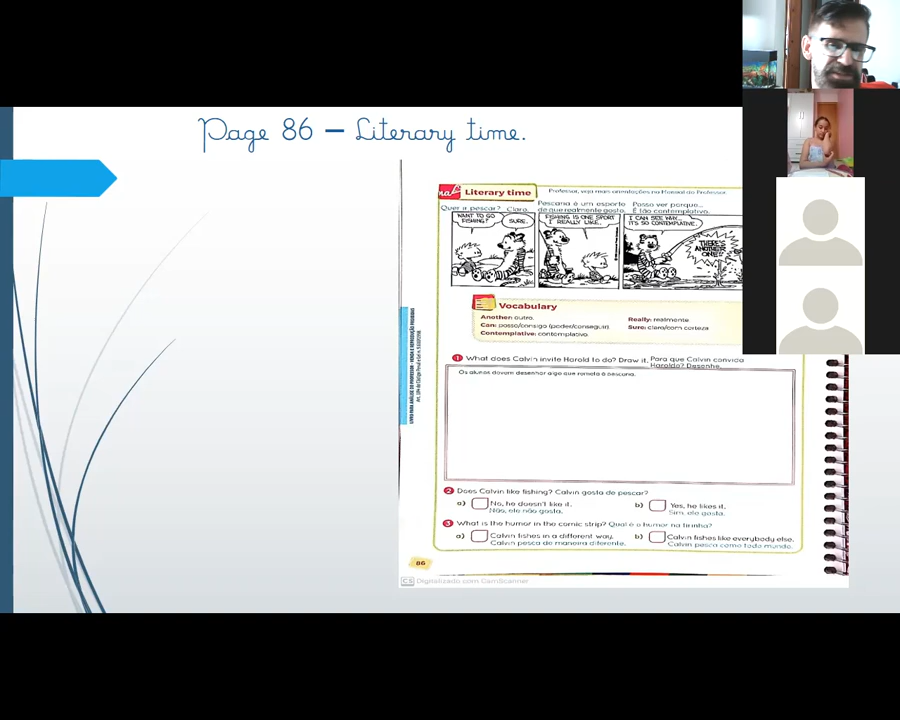 Page 86 – Literary time.
Literary time
Professor, veja mais orientações no Manual do Professor.
Quer ir pescar? Claro.
Pescaria é um esporte
de que realmente gosto.
Posso ver porque...
É tão contemplativo.
WANT TO GO
FISHING?
SURE.
FISHING IS ONE SPORT
I REALLY LIKE.
I CAN SEE WHY.
IT'S SO CONTEMPLATIVE.
THERE'S
ANOTHER
ONE!
Vocabulary
Another: outro.
Can: posso/consigo (poder/conseguir).
Contemplative: contemplativo.
Really: realmente.
Sure: claro/com certeza.
1 What does Calvin invite Harold to do? Draw it. Para que Calvin convida
Haroldo? Desenhe.
Os alunos devem desenhar algo que remeta à pescaria.
2 Does Calvin like fishing? Calvin gosta de pescar?
a) No, he doesn't like it.
Não, ele não gosta.
b) Yes, he likes it.
Sim, ele gosta.
3 What is the humor in the comic strip? Qual é o humor na tirinha?
a) Calvin fishes in a different way.
Calvin pesca de maneira diferente.
b) Calvin fishes like everybody else.
Calvin pesca como todo mundo.
86
CS Digitalizado com CamScanner